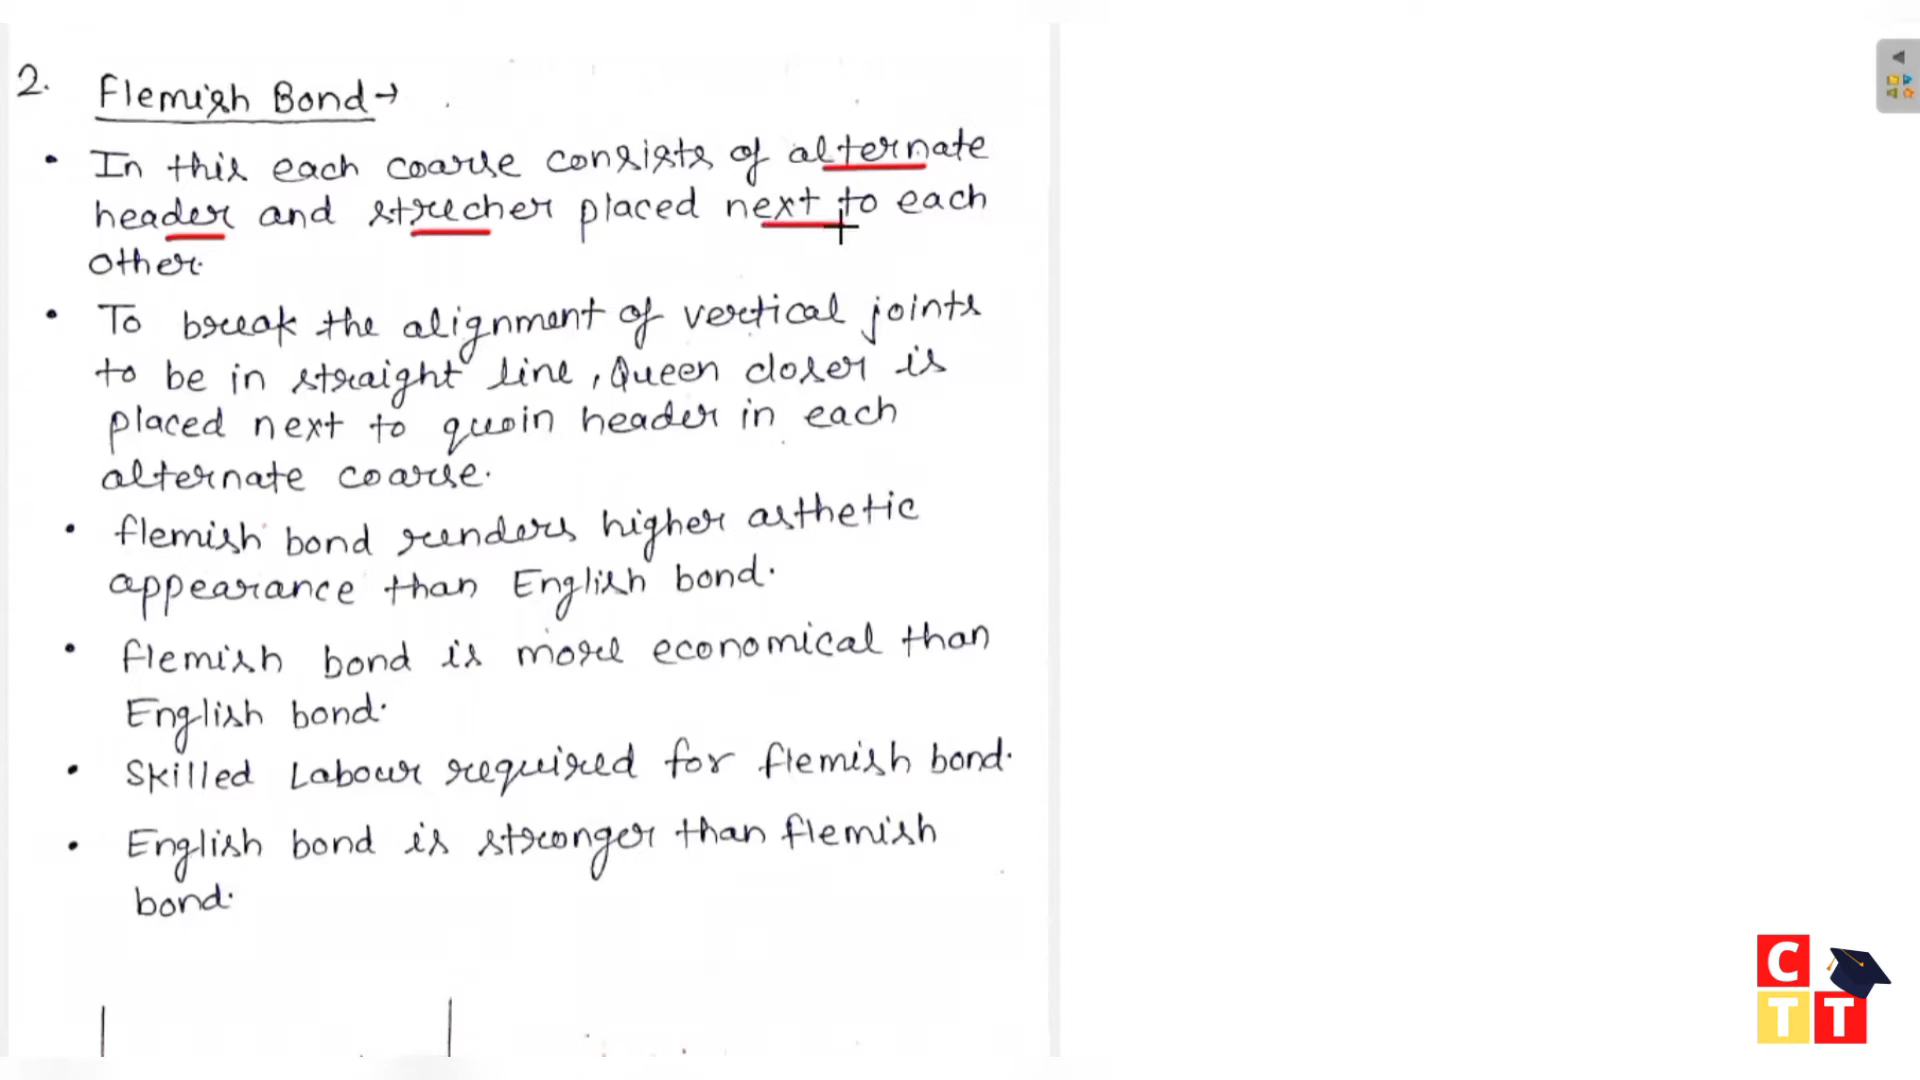 2. Flemish Bond →
• In this each coarse consists of alternate
header and strecher placed next to each
other.
• To break the alignment of vertical joints
to be in straight line, Queen closer is
placed next to quoin header in each
alternate coarse.
• flemish bond renders higher asthetic
appearance than English bond.
• flemish bond is more economical than
English bond.
• Skilled Labour required for flemish bond.
• English bond is stronger than flemish
bond.
C
T T